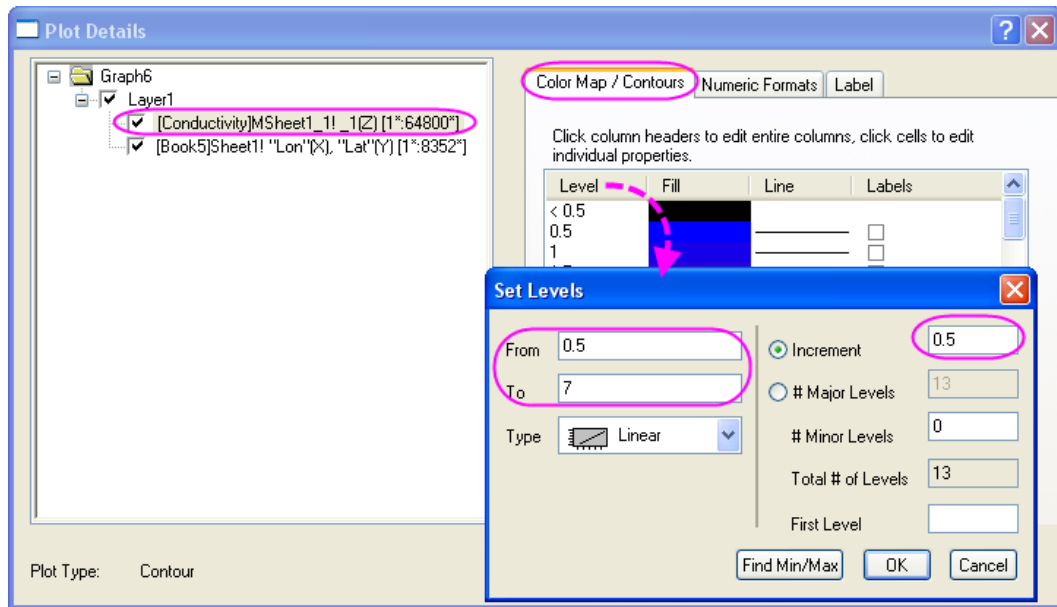 Plot Details
Graph6
Layer1
[Conductivity]MSheet1_1! _1(Z) [1*:64800*]
[Book5]Sheet1! "Lon"(X), "Lat"(Y) [1*:8352*]
Color Map / Contours Numeric Formats Label
Click column headers to edit entire columns, click cells to edit
individual properties.
Level Fill Line Labels
< 0.5
0.5
1
Set Levels
From 0.5
To 7
Type Linear
Increment 0.5
# Major Levels 13
# Minor Levels 0
Total # of Levels 13
First Level
Find Min/Max OK Cancel
Plot Type: Contour